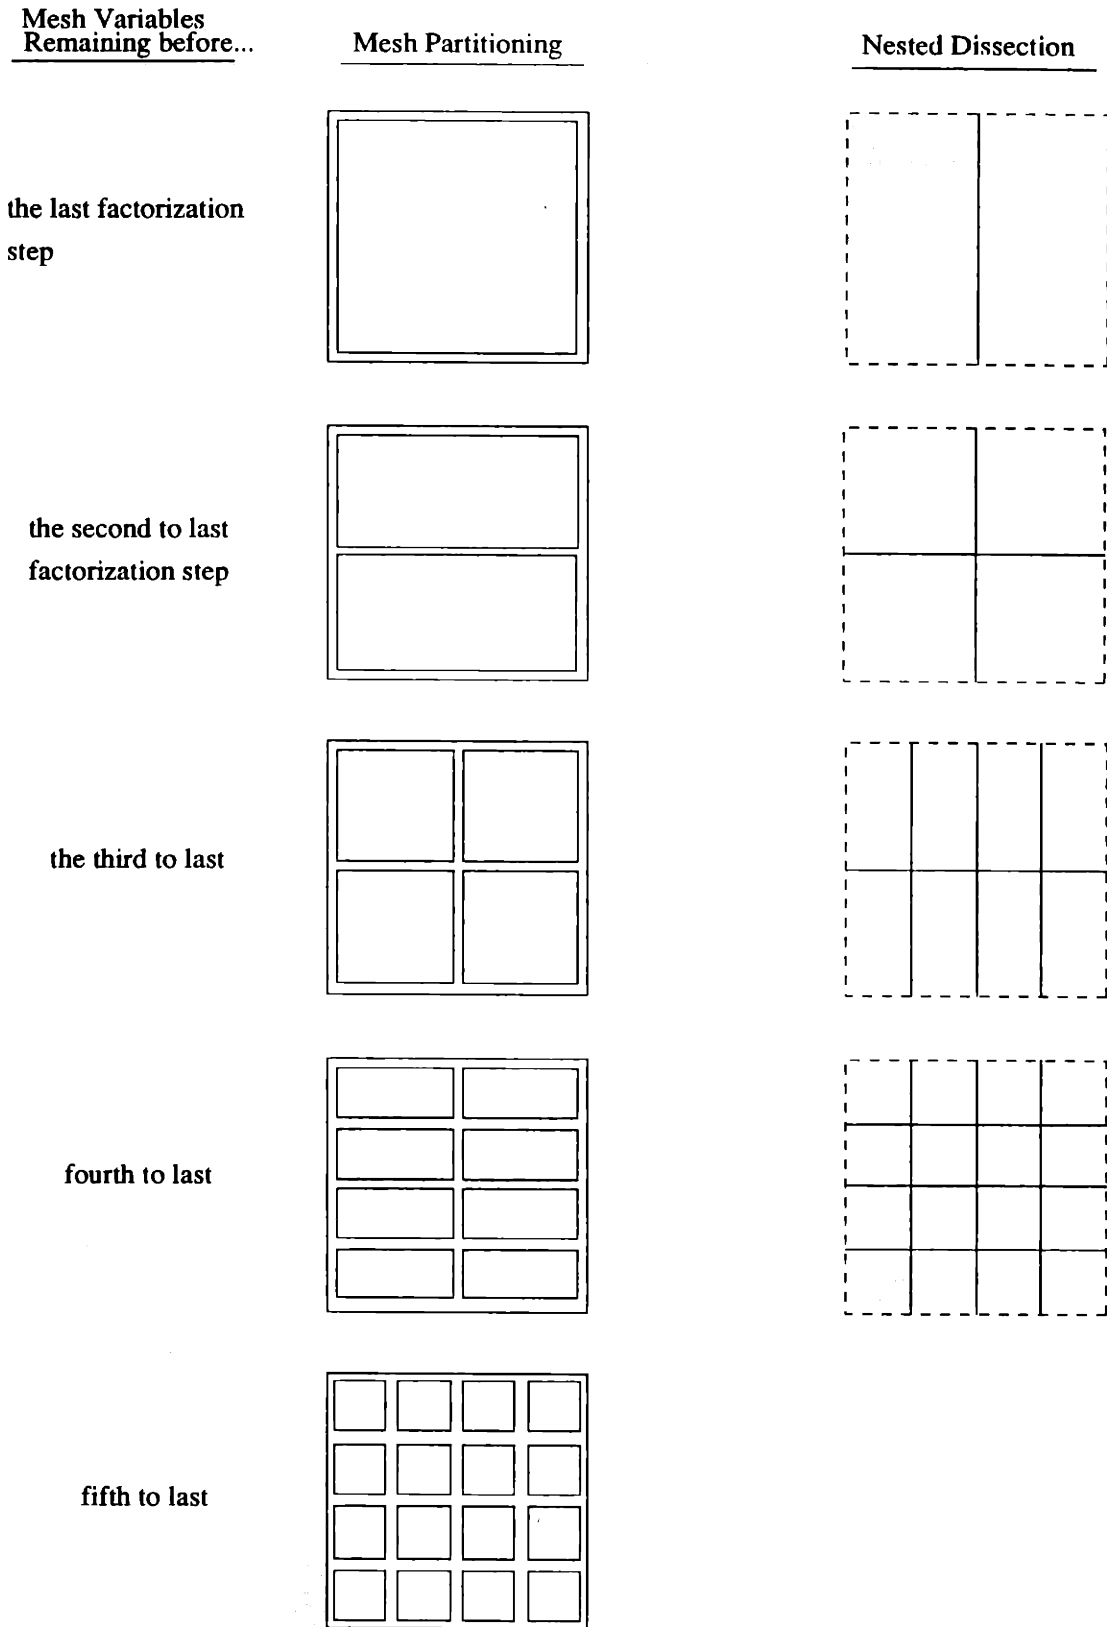 Mesh Variables
Remaining before...
Mesh Partitioning
Nested Dissection
the last factorization
step
the second to last
factorization step
the third to last
fourth to last
fifth to last